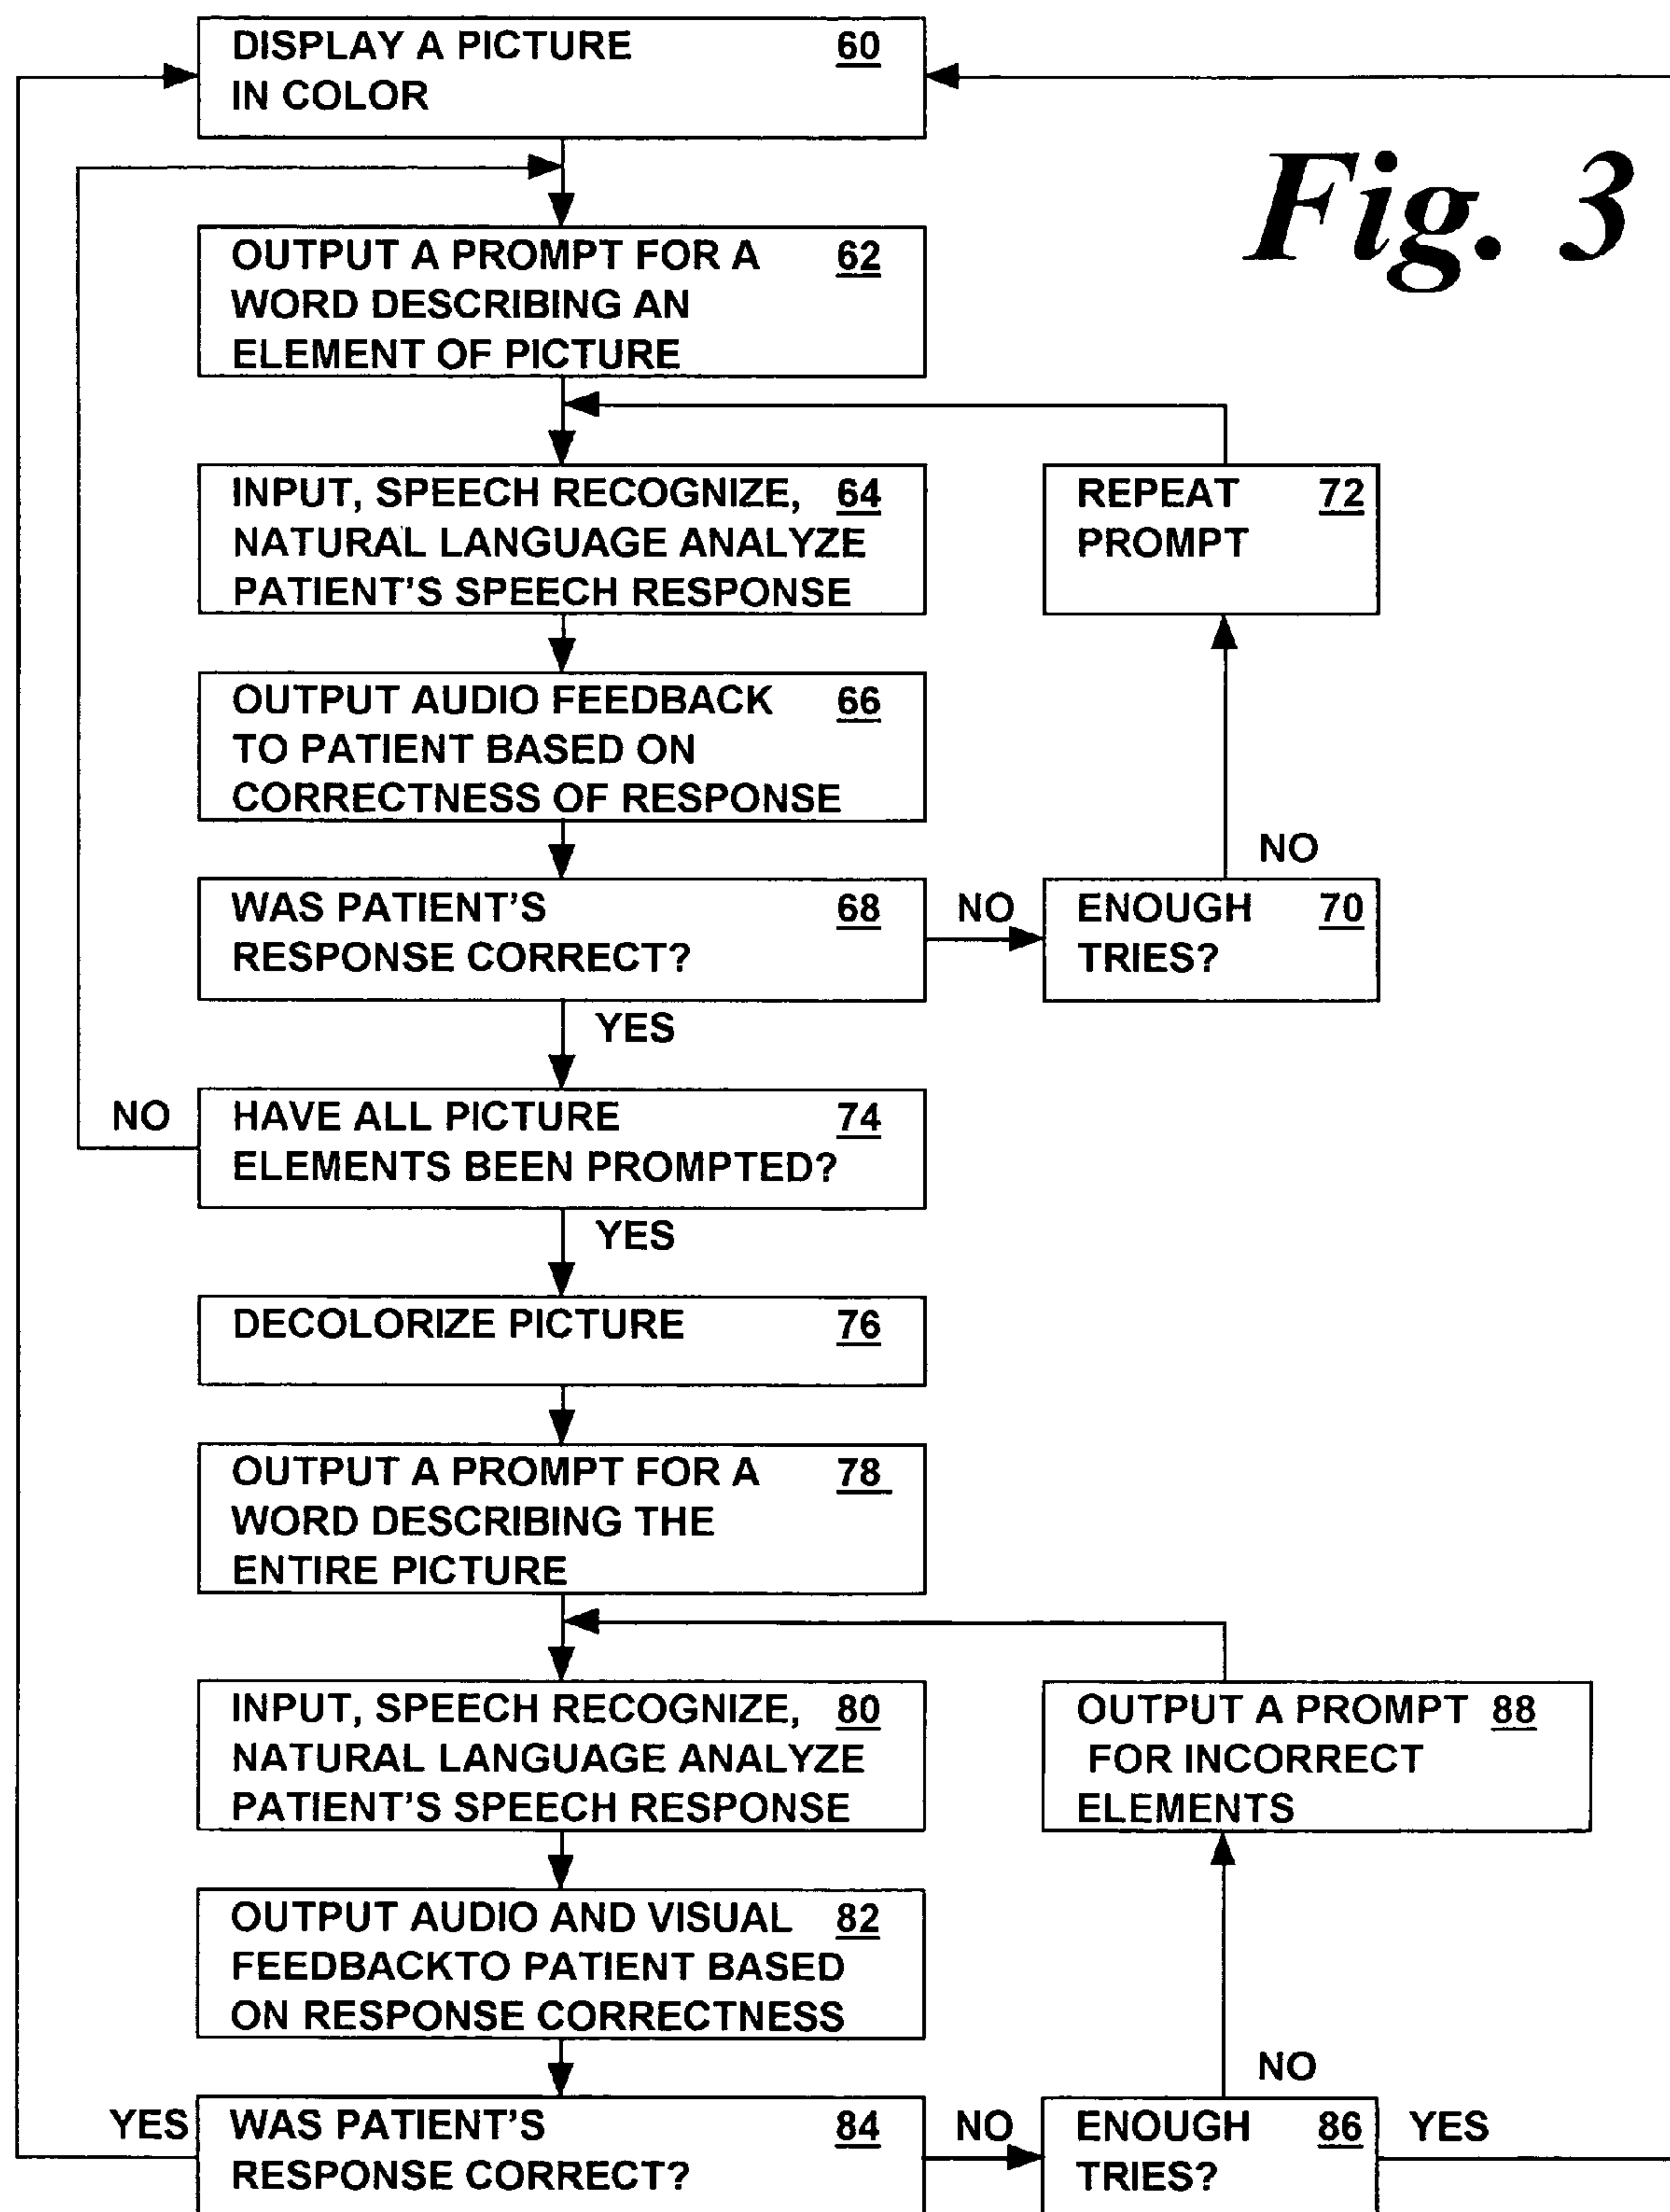 DISPLAY A PICTURE 60
IN COLOR
Fig. 3
OUTPUT A PROMPT FOR A 62
WORD DESCRIBING AN
ELEMENT OF PICTURE
INPUT, SPEECH RECOGNIZE, 64
NATURAL LANGUAGE ANALYZE
PATIENT'S SPEECH RESPONSE
REPEAT 72
PROMPT
OUTPUT AUDIO FEEDBACK 66
TO PATIENT BASED ON
CORRECTNESS OF RESPONSE
NO
WAS PATIENT'S 68
RESPONSE CORRECT?
NO
ENOUGH 70
TRIES?
YES
NO
HAVE ALL PICTURE 74
ELEMENTS BEEN PROMPTED?
YES
DECOLORIZE PICTURE 76
OUTPUT A PROMPT FOR A 78
WORD DESCRIBING THE
ENTIRE PICTURE
INPUT, SPEECH RECOGNIZE, 80
NATURAL LANGUAGE ANALYZE
PATIENT'S SPEECH RESPONSE
OUTPUT A PROMPT 88
FOR INCORRECT
ELEMENTS
OUTPUT AUDIO AND VISUAL 82
FEEDBACKTO PATIENT BASED
ON RESPONSE CORRECTNESS
NO
YES
WAS PATIENT'S 84
RESPONSE CORRECT?
NO
ENOUGH 86
TRIES?
YES